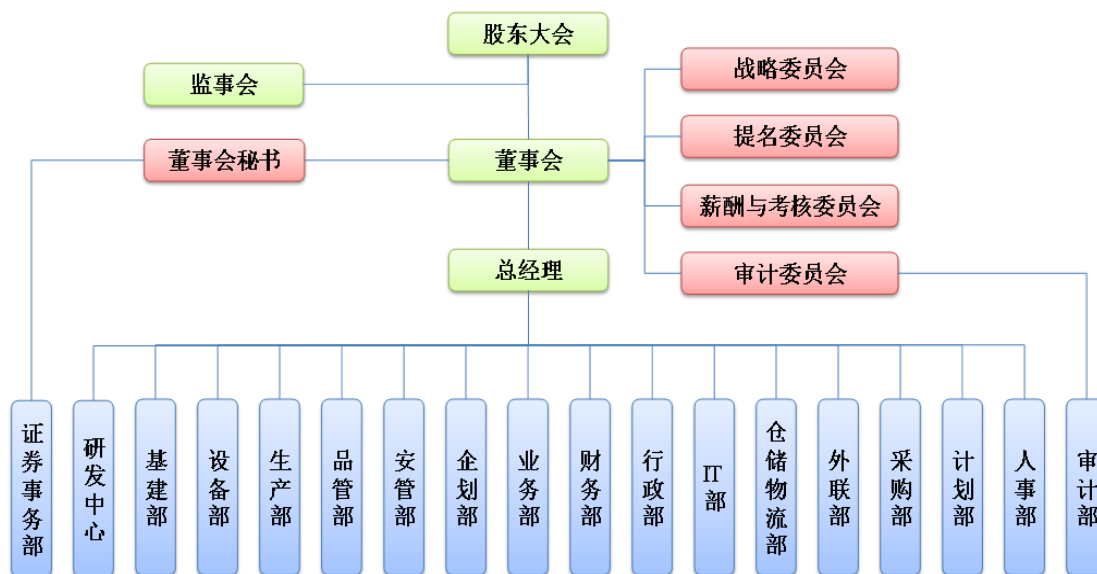 股东大会
监事会
战略委员会
提名委员会
董事会秘书
董事会
薪酬与考核委员会
总经理
审计委员会
证券事务部
研发中心
基建部
设备部
生产部
品管部
安管部
企划部
业务部
财务部
行政部
IT部
仓储物流部
外联部
采购部
计划部
人事部
审计部